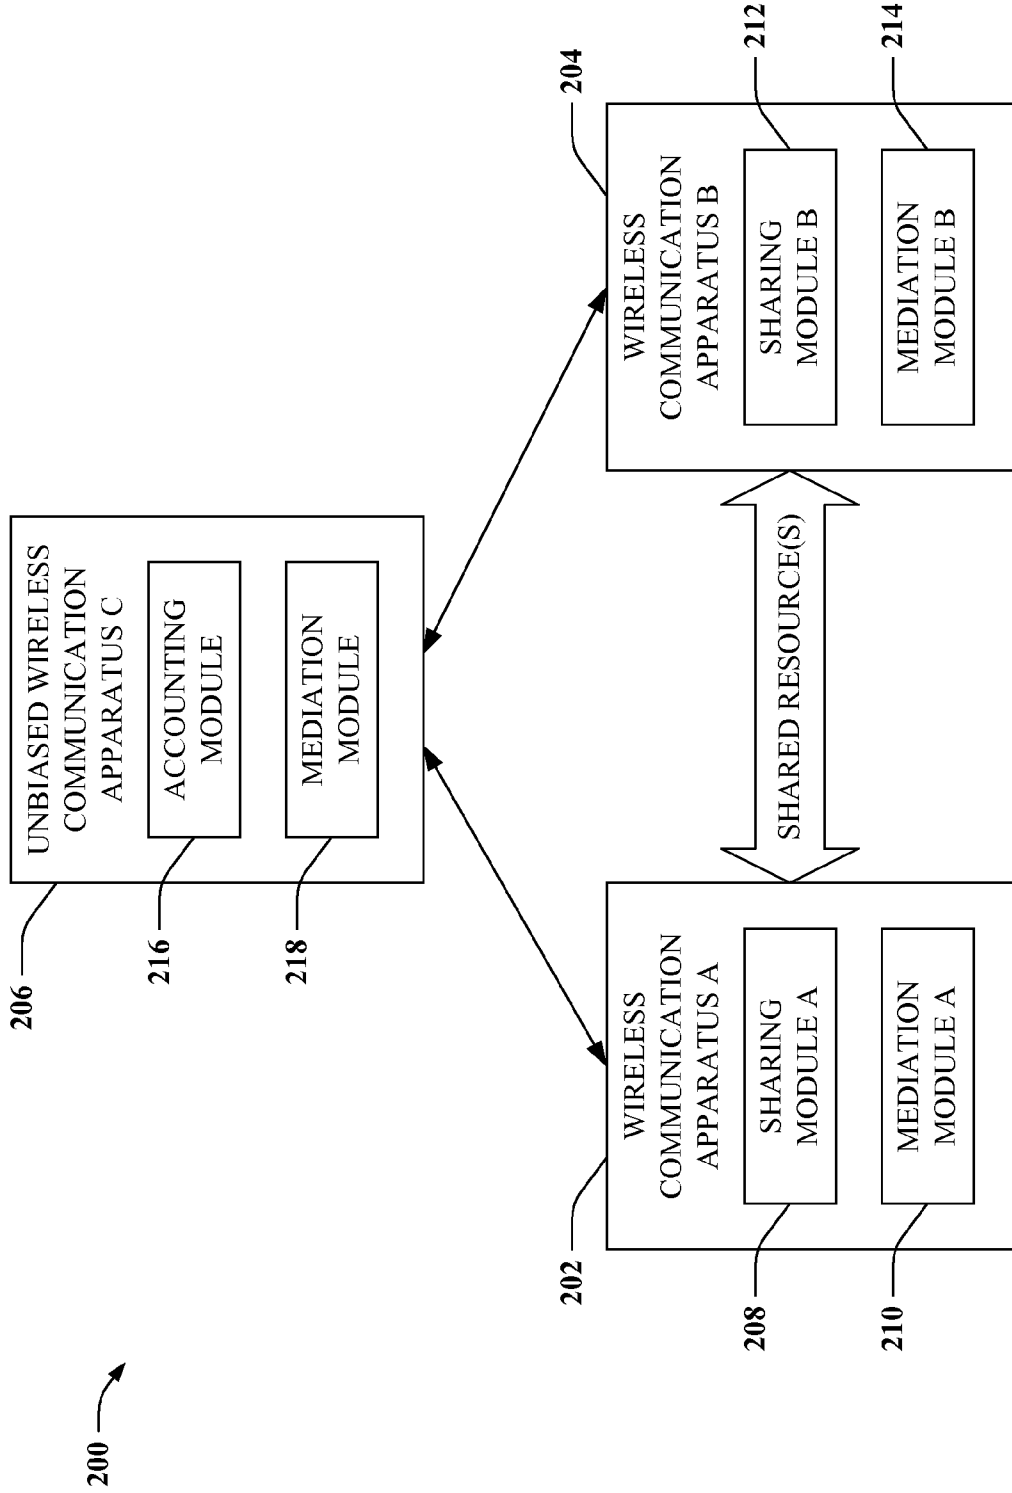 200
206
UNBIASED WIRELESS
COMMUNICATION
APPARATUS C
216
ACCOUNTING
MODULE
218
MEDIATION
MODULE
202
WIRELESS
COMMUNICATION
APPARATUS A
208
SHARING
MODULE A
210
MEDIATION
MODULE A
SHARED RESOURCE(S)
204
WIRELESS
COMMUNICATION
APPARATUS B
212
SHARING
MODULE B
214
MEDIATION
MODULE B